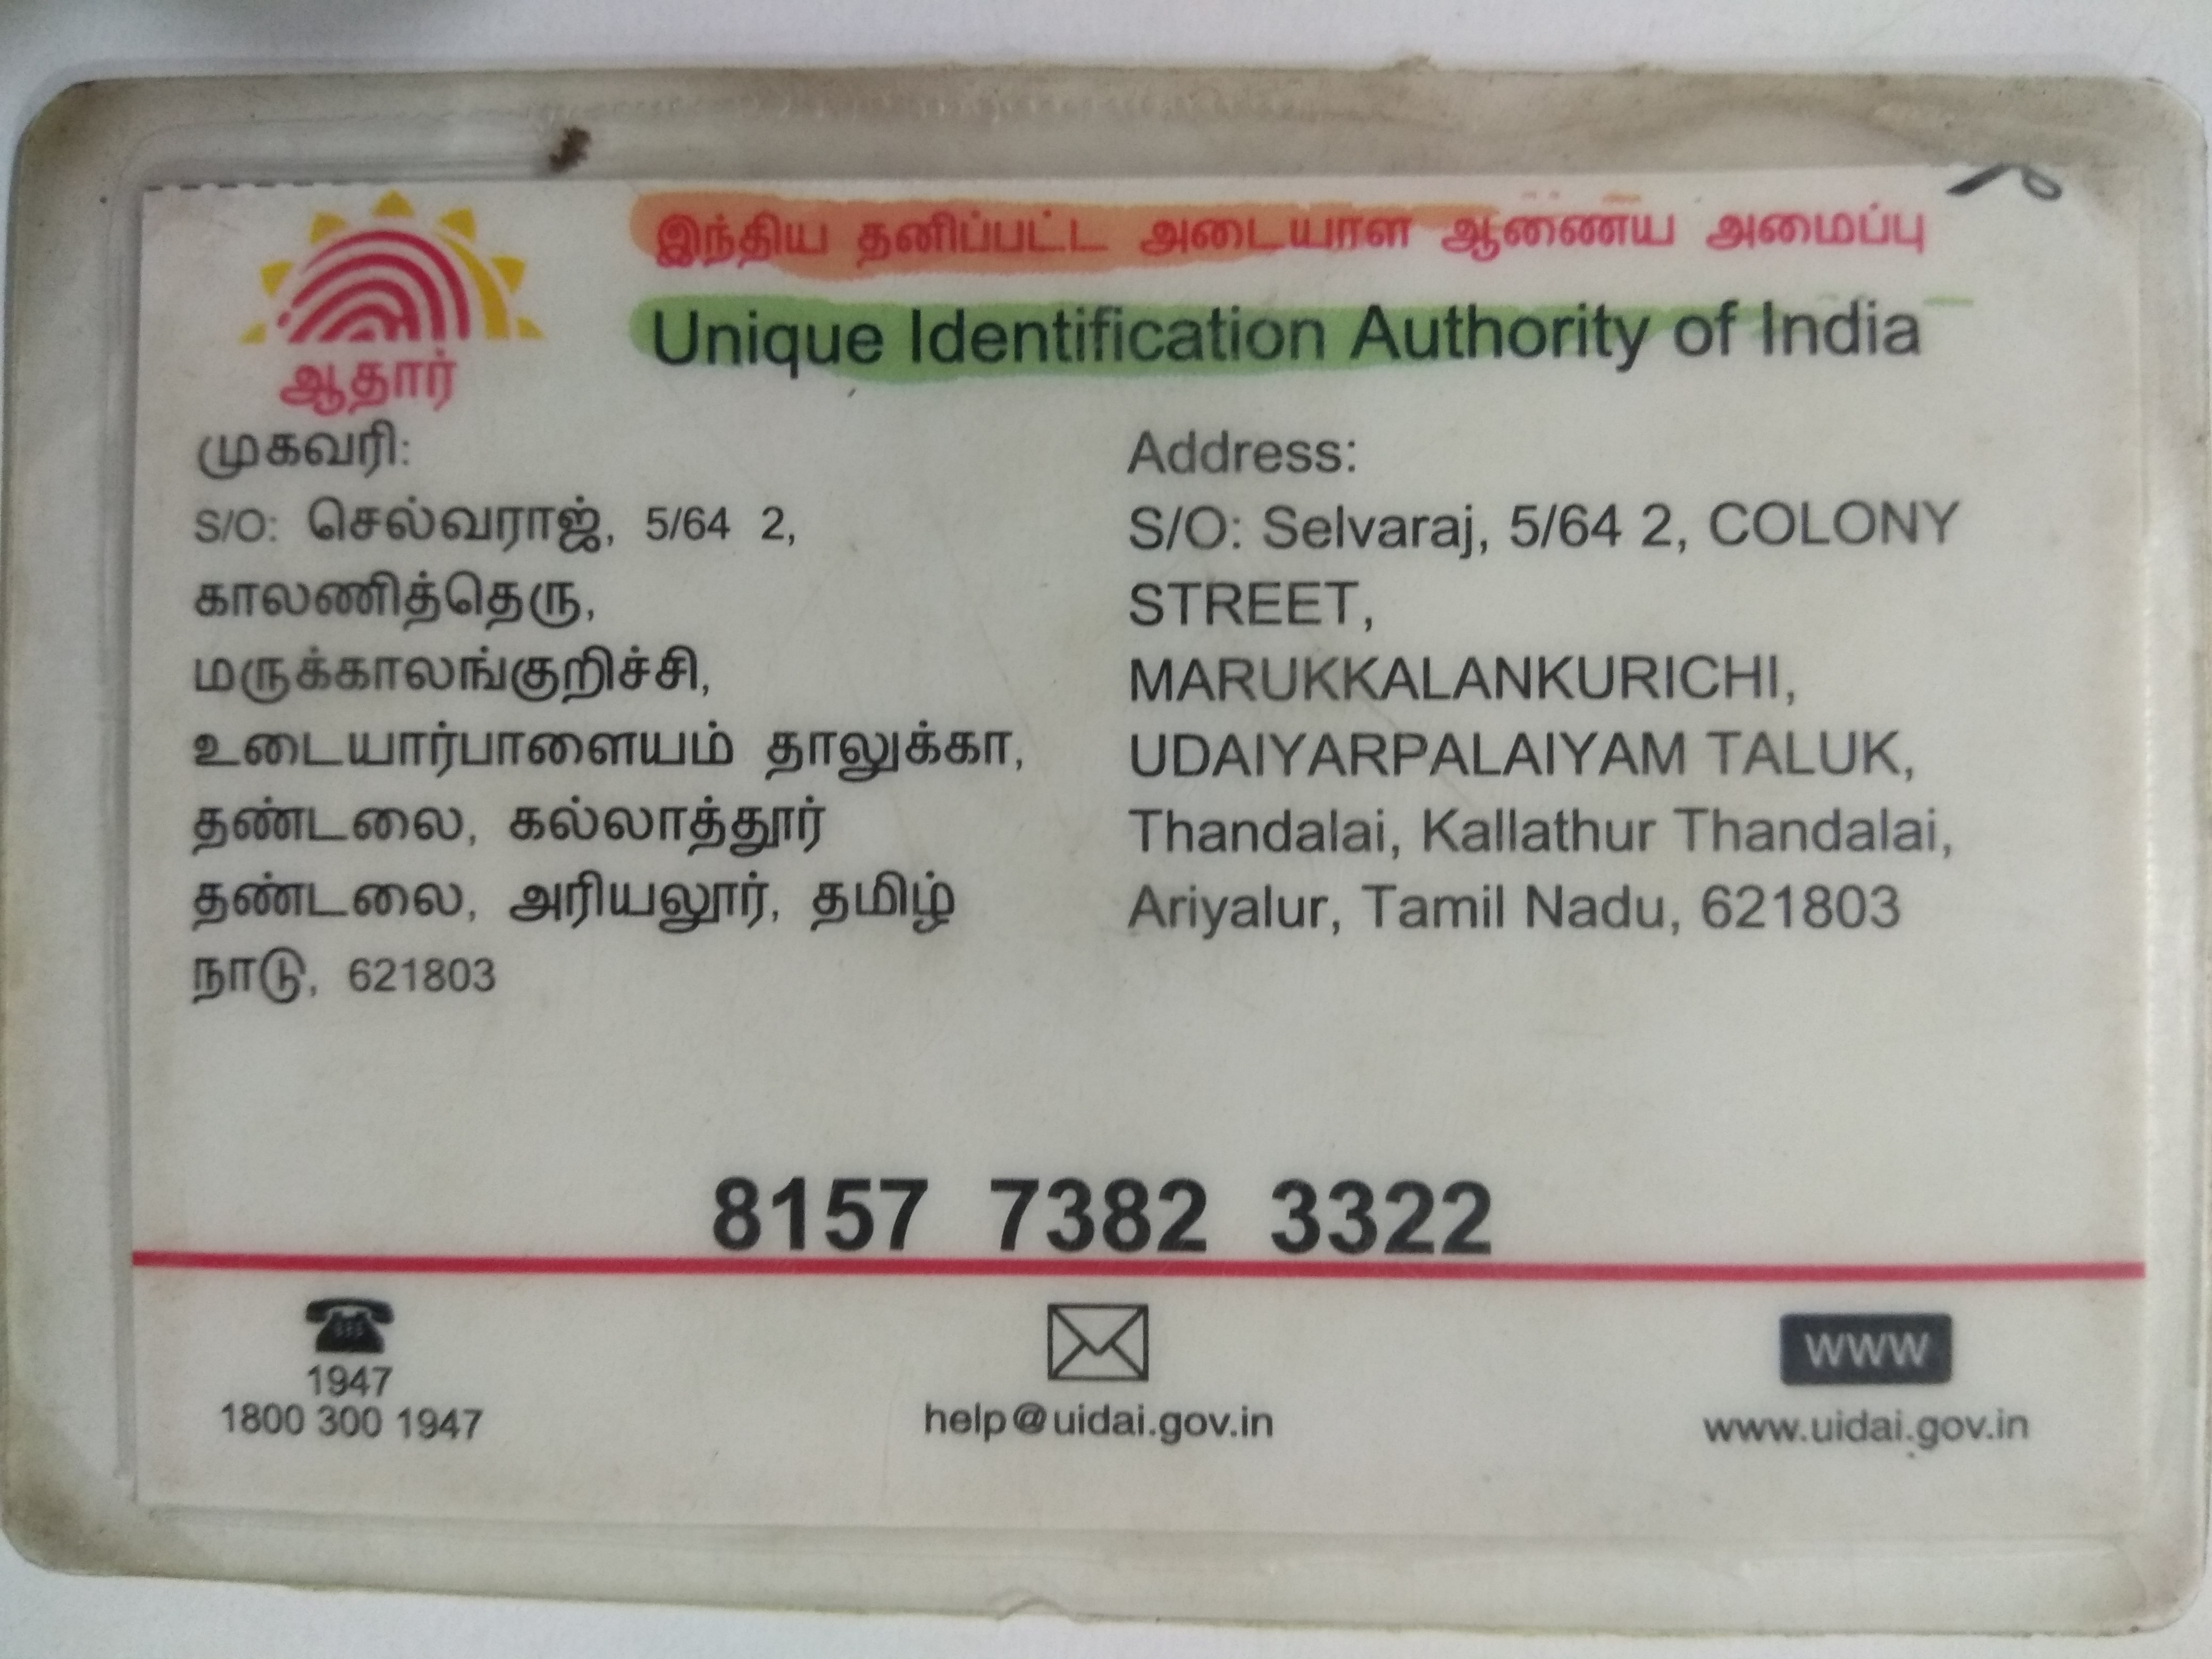 இந்திய தனிப்பட்ட அடையாள ஆணைய அமைப்பு
Unique Identification Authority of India
ஆதார்
முகவரி:
S/O: செல்வராஜ், 5/64 2,
காலணித்தெரு,
மருக்காலங்குறிச்சி,
உடையார்பாளையம் தாலுக்கா,
தண்டலை, கல்லாத்தூர்
தண்டலை, அரியலூர், தமிழ்
நாடு, 621803
Address:
S/O: Selvaraj, 5/64 2, COLONY
STREET,
MARUKKALANKURICHI,
UDAIYARPALAIYAM TALUK,
Thandalai, Kallathur Thandalai,
Ariyalur, Tamil Nadu, 621803
8157 7382 3322
1947
1800 300 1947
help@uidai.gov.in
www
www.uidai.gov.in